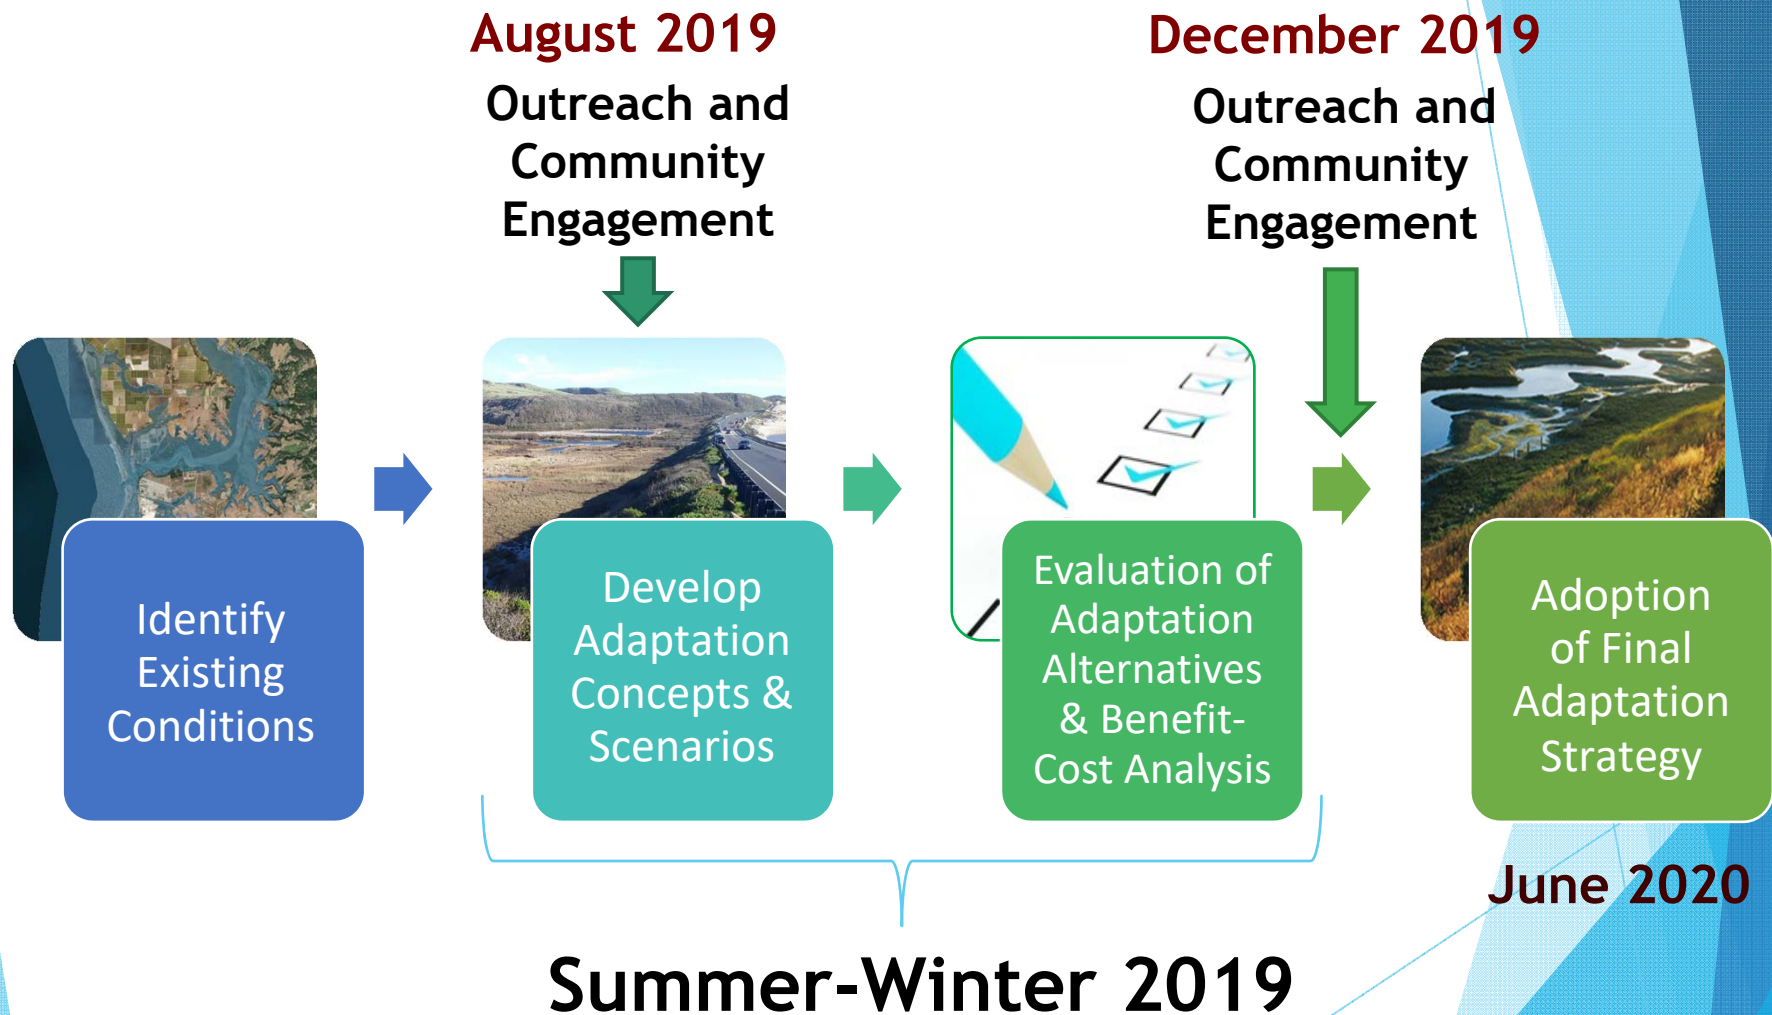 August 2019
Outreach and
Community
Engagement
December 2019
Outreach and
Community
Engagement
Identify
Existing
Conditions
Develop
Adaptation
Concepts &
Scenarios
Evaluation of
Adaptation
Alternatives
& Benefit-
Cost Analysis
Adoption
of Final
Adaptation
Strategy
June 2020
Summer-Winter 2019